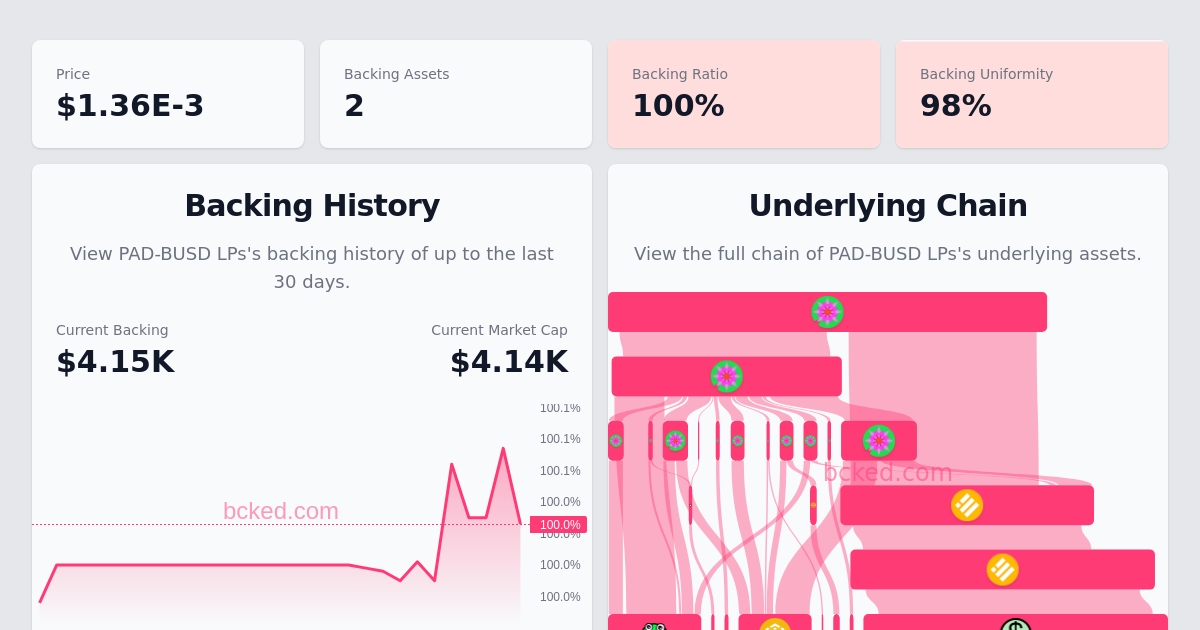 Price
$1.36E-3
Backing Assets
2
Backing Ratio
100%
Backing Uniformity
98%
Backing History
View PAD-BUSD LPs's backing history of up to the last
30 days.
Current Backing
$4.15K
Current Market Cap
$4.14K
100.1%
100.1%
100.1%
100.0%
100.0%
100.0%
100.0%
100.0%
bcked.com
Underlying Chain
View the full chain of PAD-BUSD LPs's underlying assets.
bcked.com